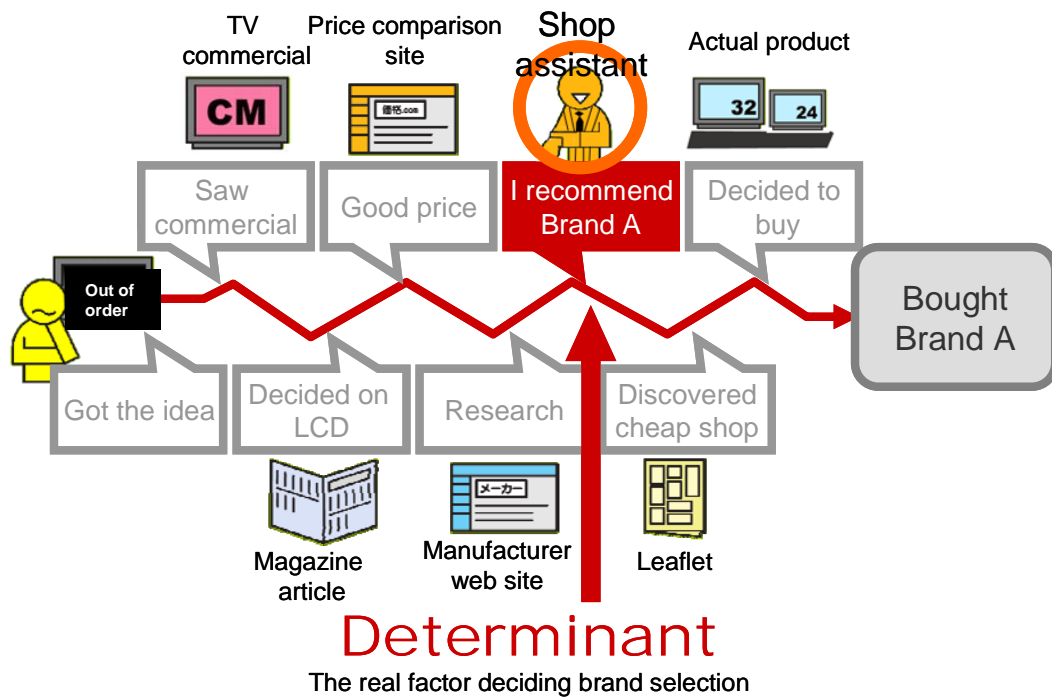 TV
commercial
Price comparison
site
Shop
assistant
Actual product
CM
価格.com
32
24
Saw
commercial
Good price
I recommend
Brand A
Decided to
buy
Out of
order
Bought
Brand A
Got the idea
Decided on
LCD
Research
Discovered
cheap shop
メーカー
Magazine
article
Manufacturer
web site
Leaflet
Determinant
The real factor deciding brand selection